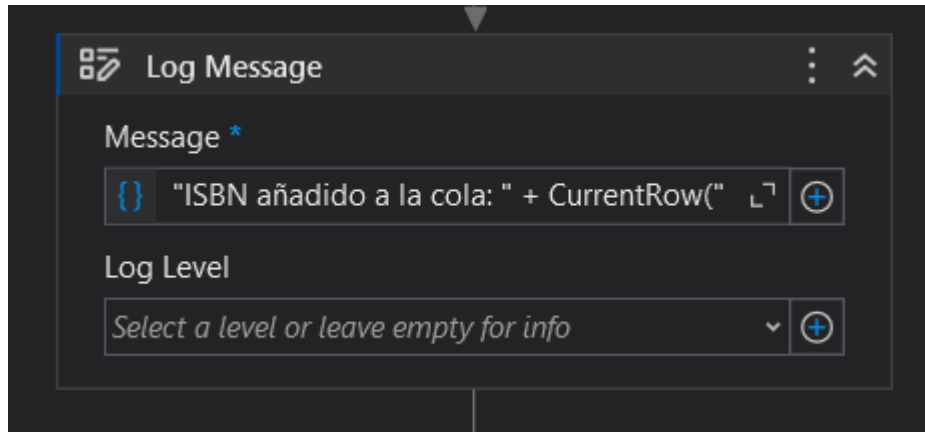 Log Message
Message *
{ } "ISBN añadido a la cola: " + CurrentRow("
Log Level
Select a level or leave empty for info